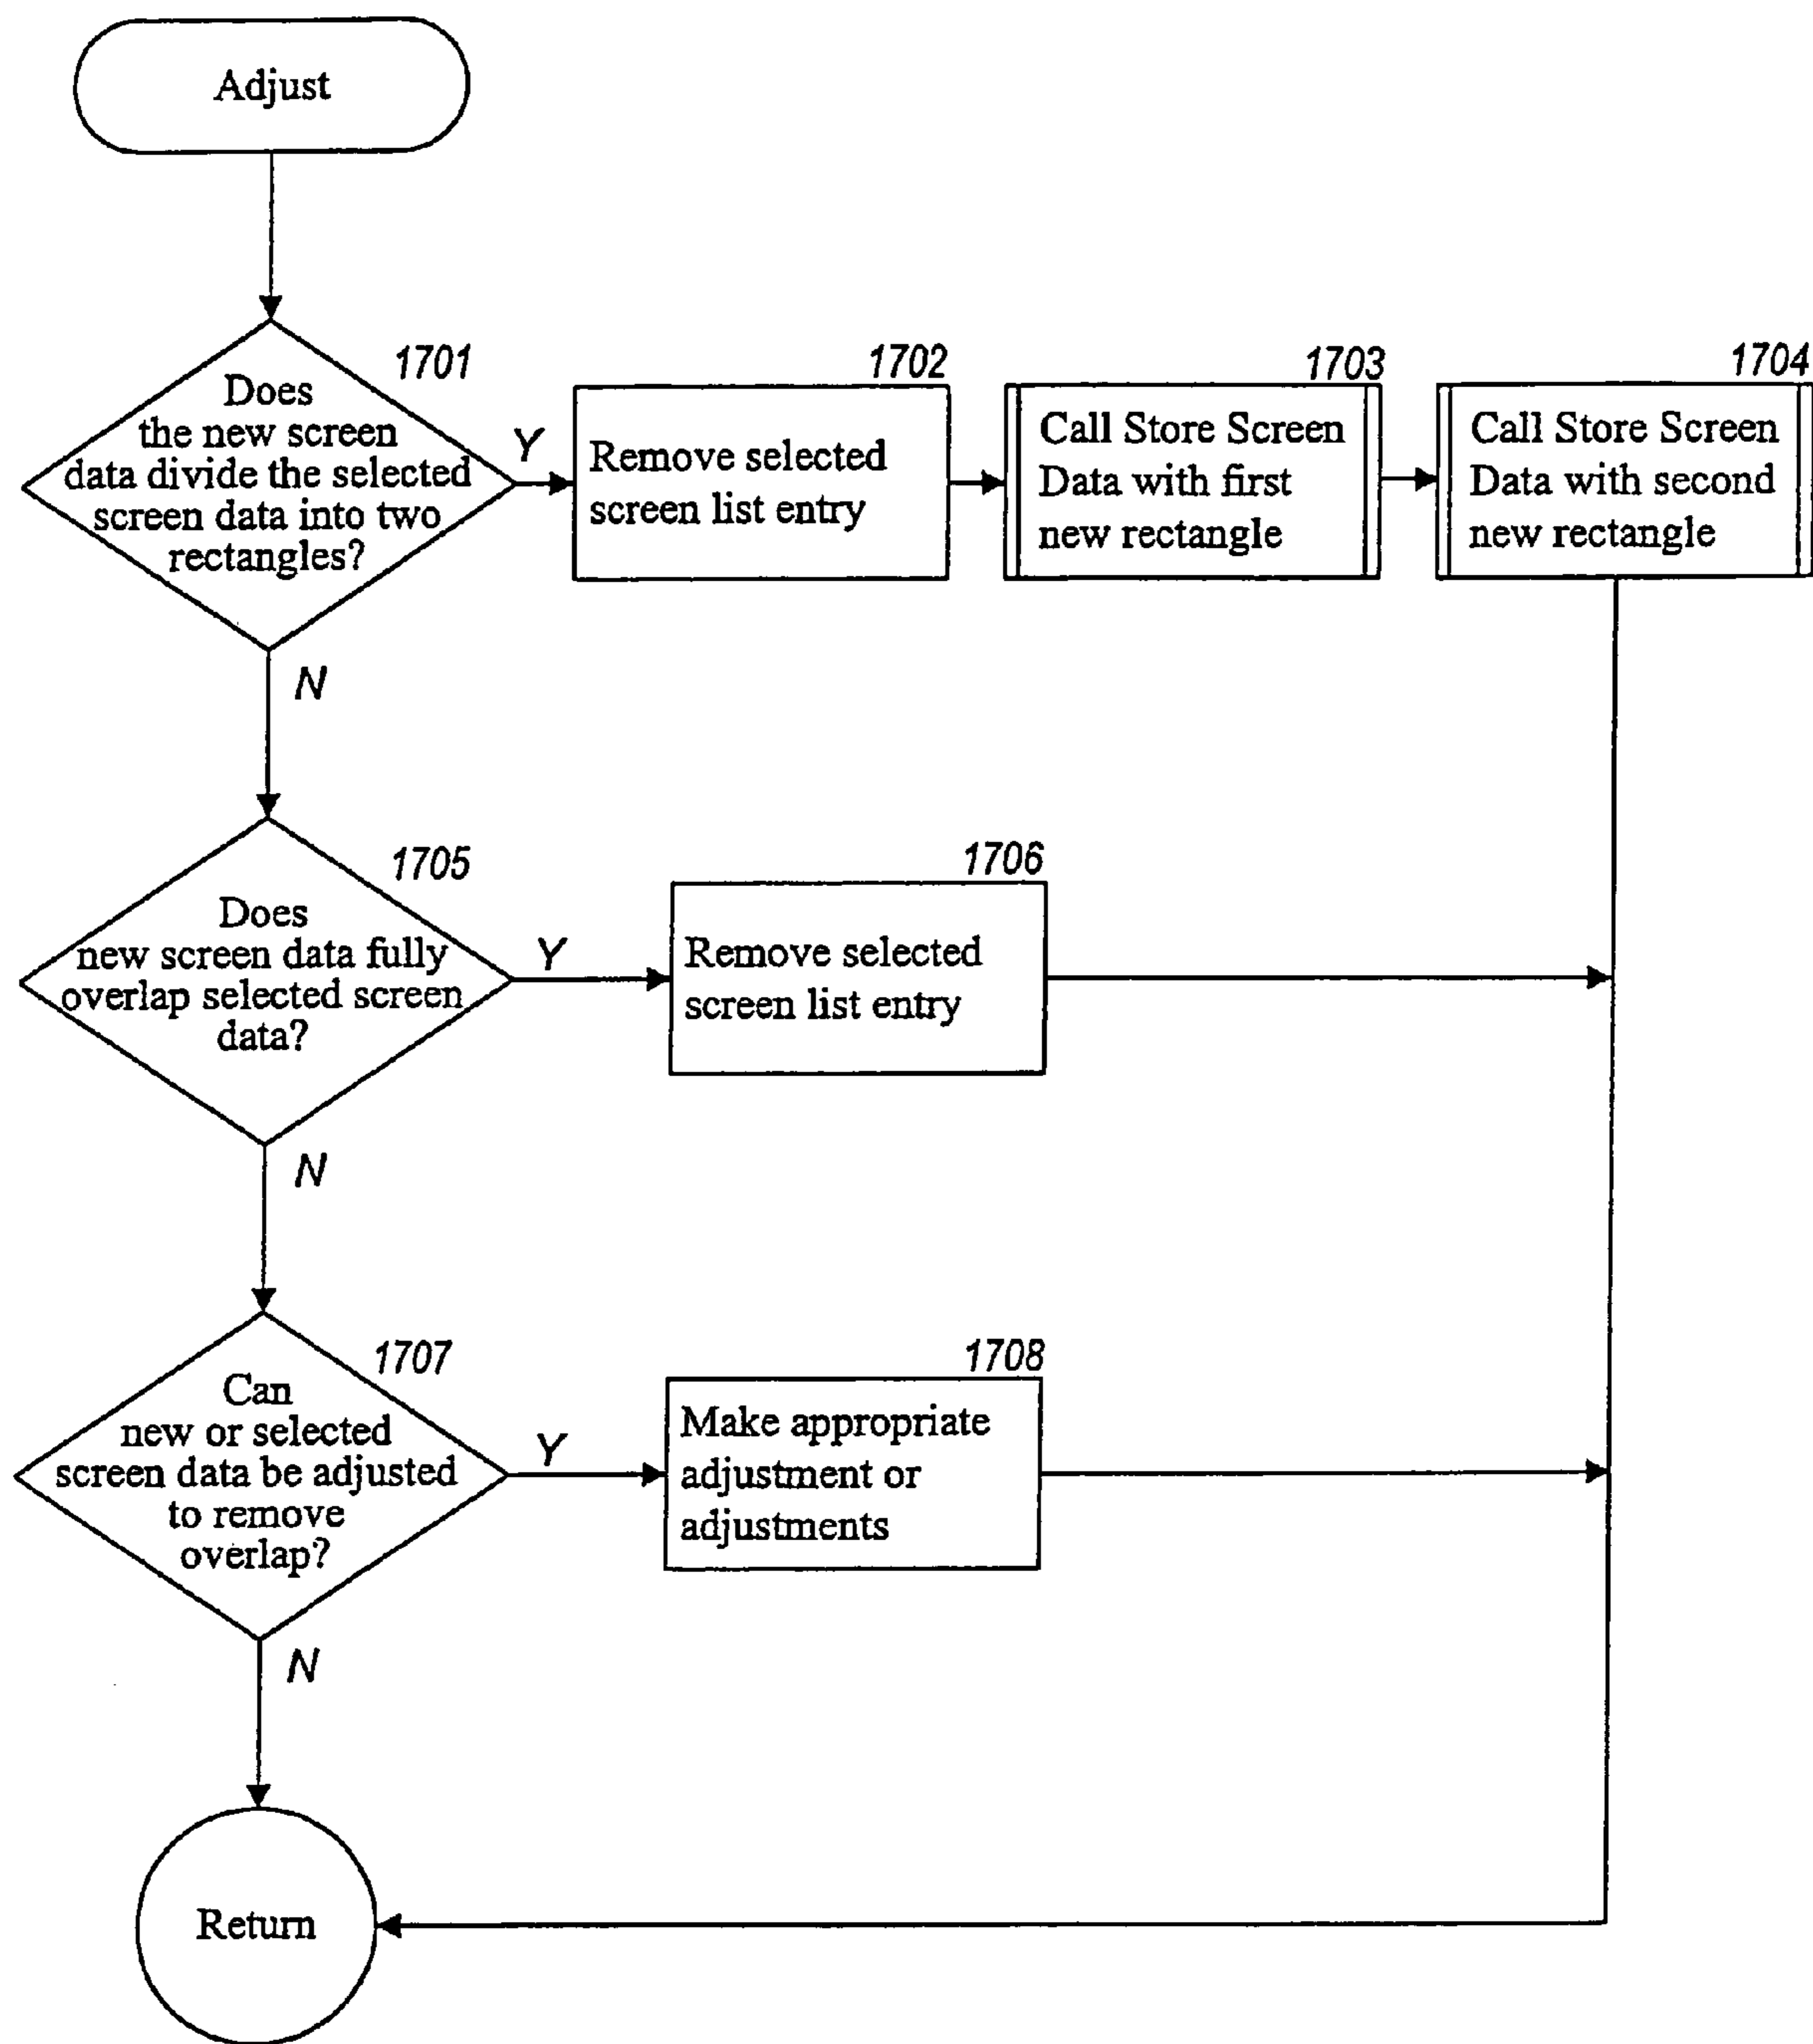 Adjust
1701
Does
the new screen
data divide the selected
screen data into two
rectangles?
Y
1702
Remove selected
screen list entry
1703
Call Store Screen
Data with first
new rectangle
1704
Call Store Screen
Data with second
new rectangle
N
1705
Does
new screen data fully
overlap selected screen
data?
Y
1706
Remove selected
screen list entry
N
1707
Can
new or selected
screen data be adjusted
to remove
overlap?
Y
1708
Make appropriate
adjustment or
adjustments
N
Return